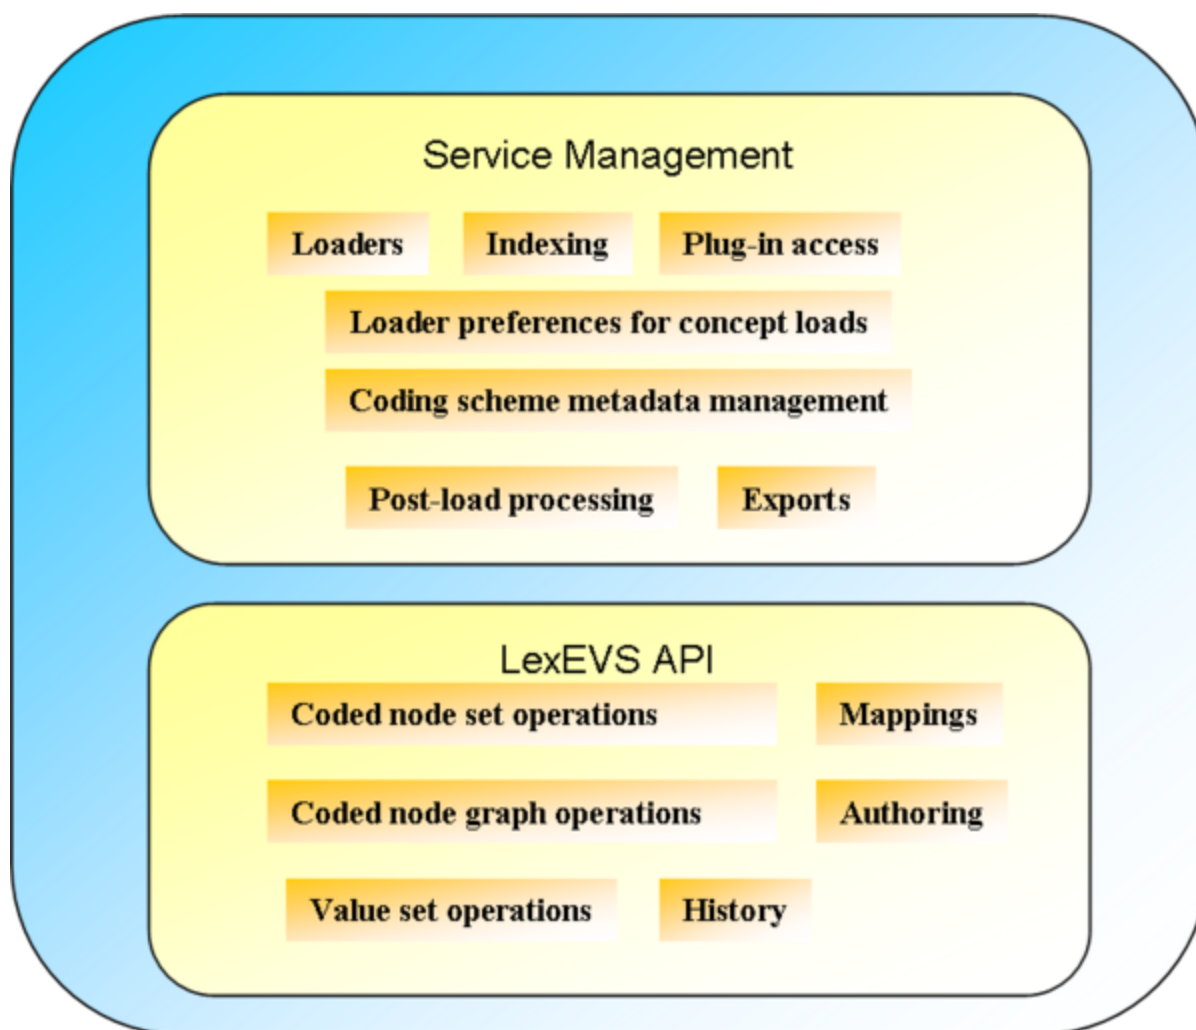 Service Management
Loaders
Indexing
Plug-in access
Loader preferences for concept loads
Coding scheme metadata management
Post-load processing
Exports
LexEVS API
Coded node set operations
Mappings
Coded node graph operations
Authoring
Value set operations
History